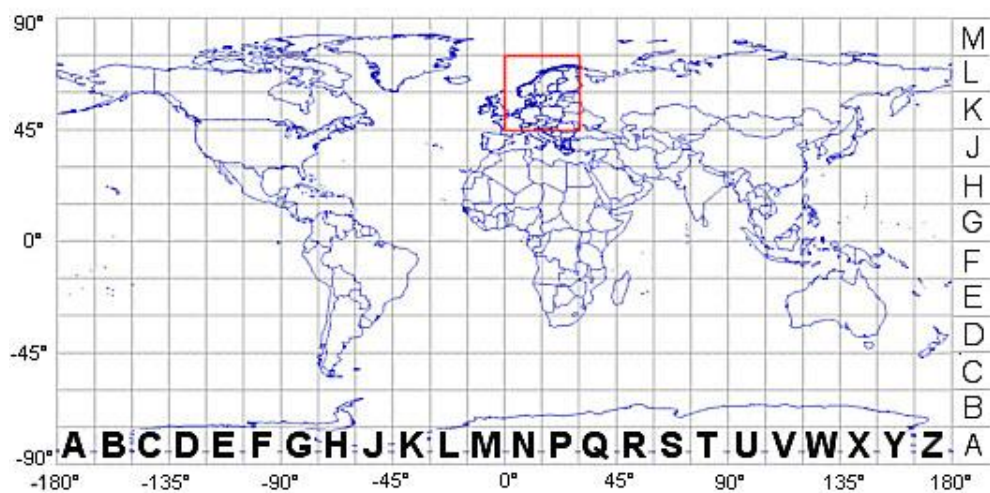 90°
M
L
K
45°
J
H
G
0°
F
E
D
-45°
C
B
A B C D E F G H J K L M N P Q R S T U V W X Y Z A
-90°
-180° -135° -90° -45° 0° 45° 90° 135° 180°